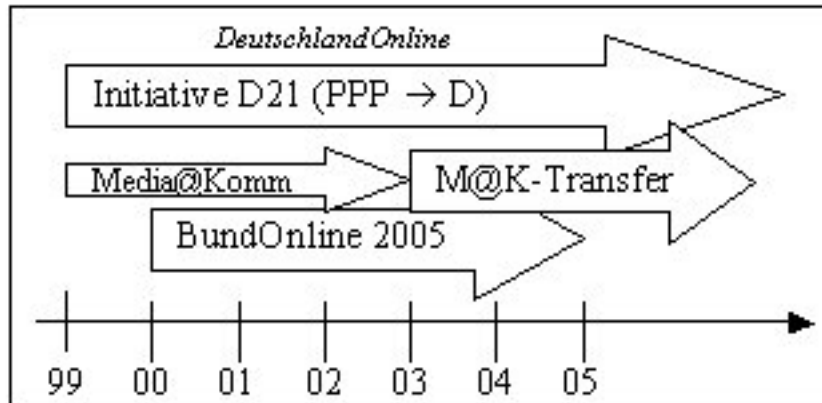 DeutschlandOnline
Initiative D21 (PPP → D)
Media@Komm
M@K-Transfer
BundOnline 2005
99 00 01 02 03 04 05